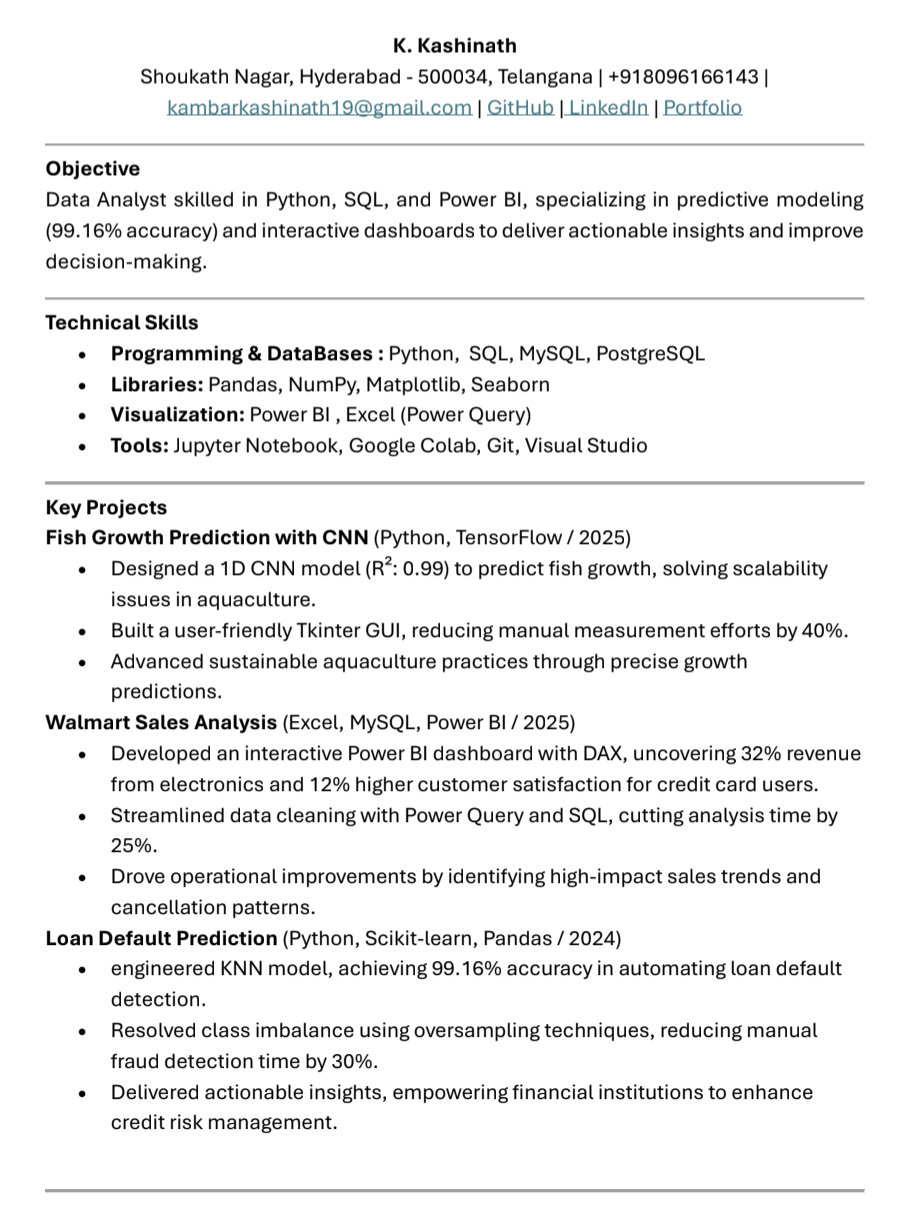 K. Kashinath
Shoukath Nagar, Hyderabad - 500034, Telangana | +918096166143 |
kambarkashinath19@gmail.com | GitHub | LinkedIn | Portfolio
Objective
Data Analyst skilled in Python, SQL, and Power BI, specializing in predictive modeling
(99.16% accuracy) and interactive dashboards to deliver actionable insights and improve
decision-making.
Technical Skills
• Programming & DataBases : Python, SQL, MySQL, PostgreSQL
• Libraries: Pandas, NumPy, Matplotlib, Seaborn
• Visualization: Power BI , Excel (Power Query)
• Tools: Jupyter Notebook, Google Colab, Git, Visual Studio
Key Projects
Fish Growth Prediction with CNN (Python, TensorFlow / 2025)
• Designed a 1D CNN model (R²: 0.99) to predict fish growth, solving scalability
issues in aquaculture.
• Built a user-friendly Tkinter GUI, reducing manual measurement efforts by 40%.
• Advanced sustainable aquaculture practices through precise growth
predictions.
Walmart Sales Analysis (Excel, MySQL, Power BI / 2025)
• Developed an interactive Power BI dashboard with DAX, uncovering 32% revenue
from electronics and 12% higher customer satisfaction for credit card users.
• Streamlined data cleaning with Power Query and SQL, cutting analysis time by
25%.
• Drove operational improvements by identifying high-impact sales trends and
cancellation patterns.
Loan Default Prediction (Python, Scikit-learn, Pandas / 2024)
• engineered KNN model, achieving 99.16% accuracy in automating loan default
detection.
• Resolved class imbalance using oversampling techniques, reducing manual
fraud detection time by 30%.
• Delivered actionable insights, empowering financial institutions to enhance
credit risk management.